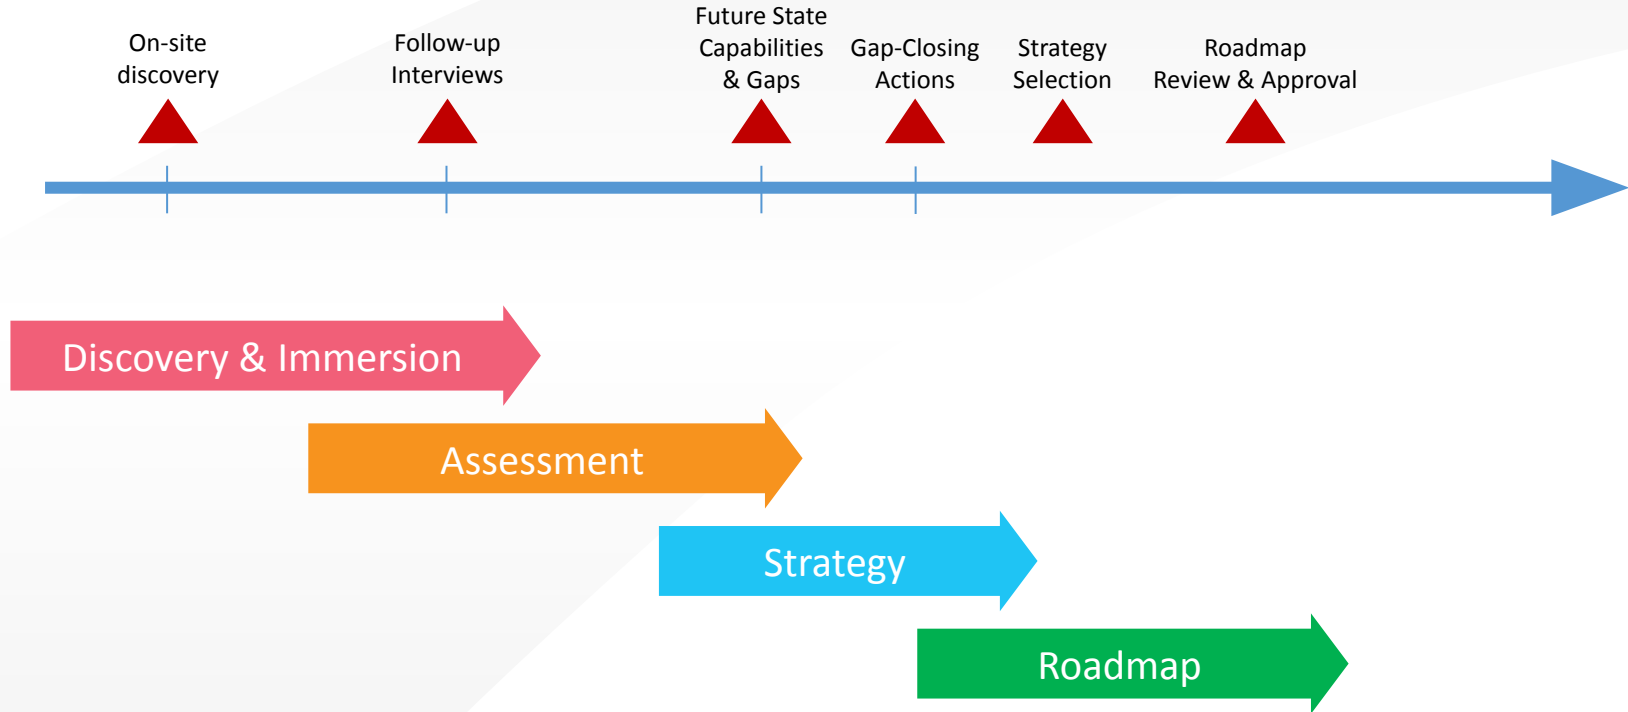 On-site
discovery
Follow-up
Interviews
Future State
Capabilities
& Gaps
Gap-Closing
Actions
Strategy
Selection
Roadmap
Review & Approval
Discovery & Immersion
Assessment
Strategy
Roadmap